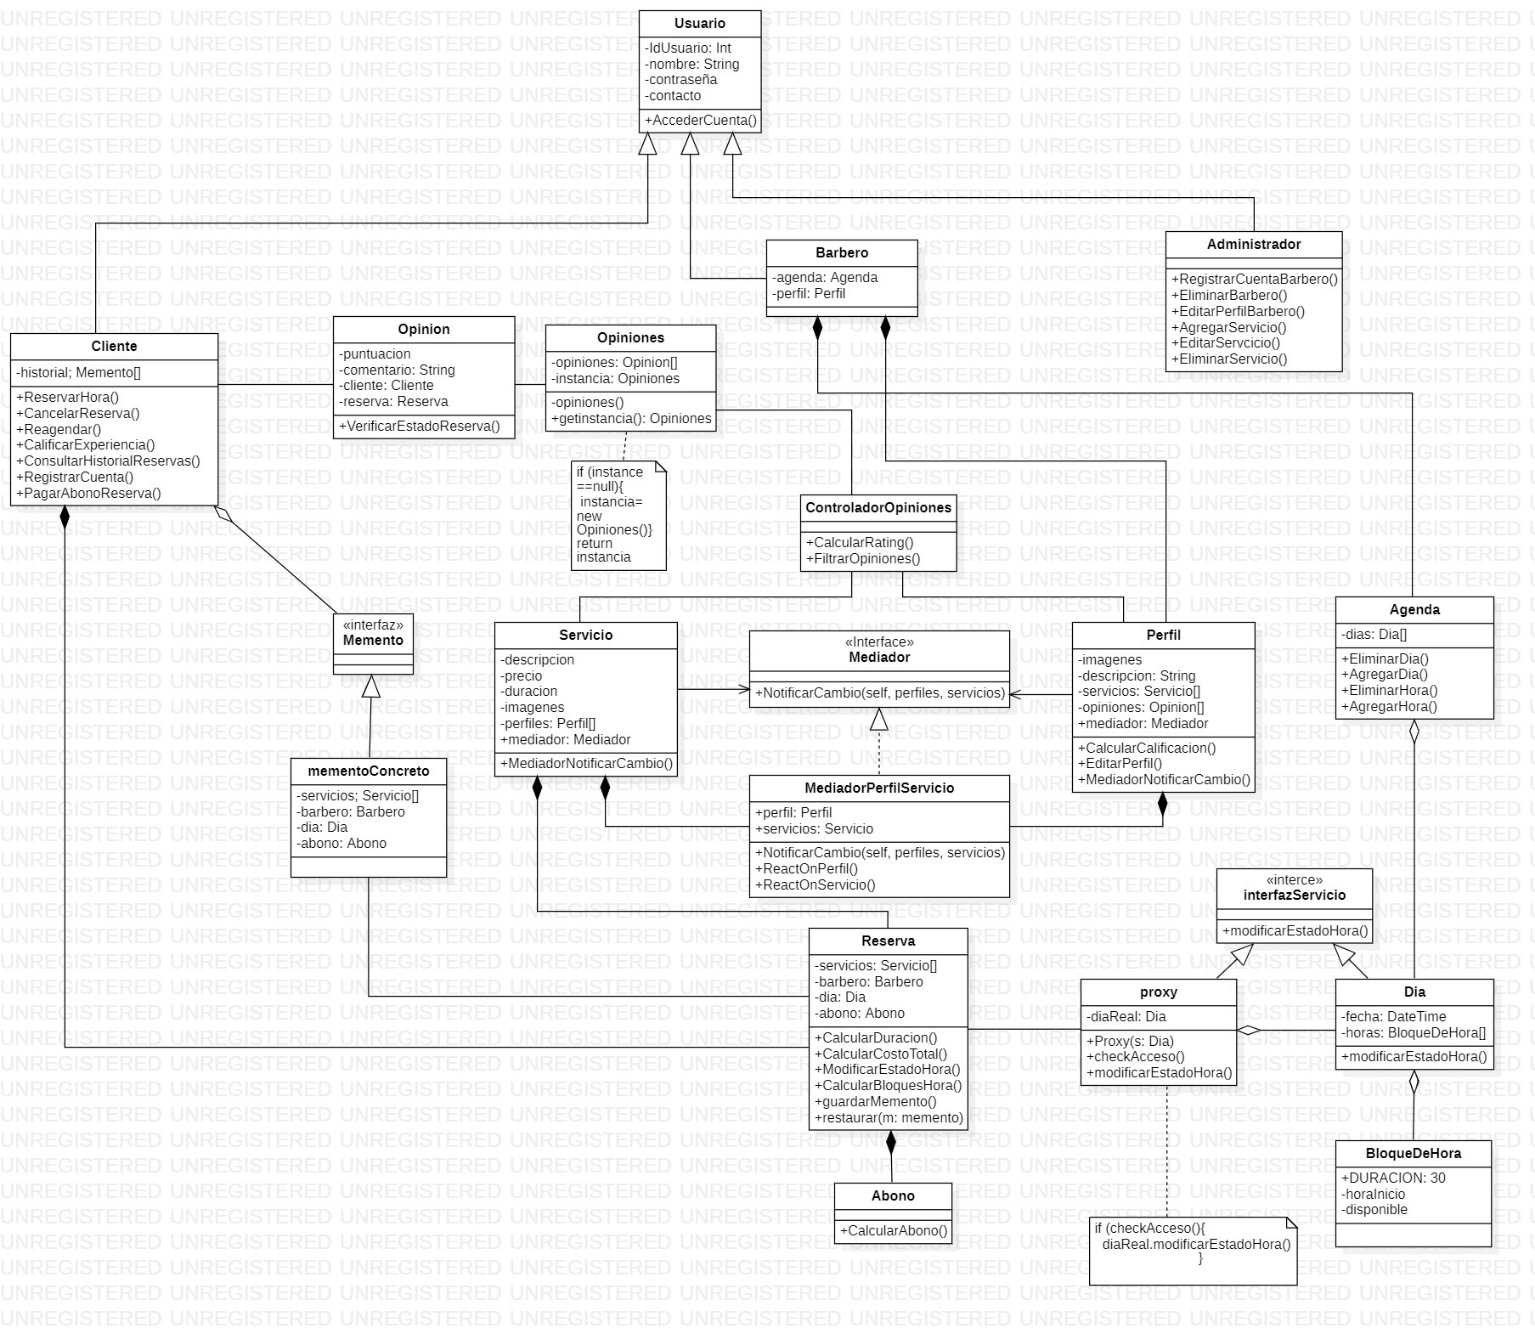 Usuario
-IdUsuario: Int
-nombre: String
-contraseña
-contacto
+AccederCuenta()
Barbero
-agenda: Agenda
-perfil: Perfil
Administrador
+RegistrarCuentaBarbero()
+EliminarBarbero()
+EditarPerfilBarbero()
+AgregarServicio()
+EditarServcicio()
+EliminarServicio()
Cliente
-historial; Memento[]
+ReservarHora()
+CancelarReserva()
+Reagendar()
+CalificarExperiencia()
+ConsultarHistorialReservas()
+RegistrarCuenta()
+PagarAbonoReserva()
Opinion
-puntuacion
-comentario: String
-cliente: Cliente
-reserva: Reserva
+VerificarEstadoReserva()
Opiniones
-opiniones: Opinion[]
-instancia: Opiniones
-opiniones()
+getinstancia(): Opiniones
if (instance
==null){
instancia=
new
Opiniones()}
return
instancia
ControladorOpiniones
+CalcularRating()
+FiltrarOpiniones()
«interfaz»
Memento
Servicio
-descripcion
-precio
-duracion
-imagenes
-perfiles: Perfil[]
+mediador: Mediador
+MediadorNotificarCambio()
«Interface»
Mediador
+NotificarCambio(self, perfiles, servicios)
Perfil
-imagenes
-descripcion: String
-servicios: Servicio[]
-opiniones: Opinion[]
+mediador: Mediador
+CalcularCalificacion()
+EditarPerfil()
+MediadorNotificarCambio()
Agenda
-dias: Dia[]
+EliminarDia()
+AgregarDia()
+EliminarHora()
+AgregarHora()
mementoConcreto
-servicios; Servicio[]
-barbero: Barbero
-dia: Dia
-abono: Abono
MediadorPerfilServicio
+perfil: Perfil
+servicios: Servicio
+NotificarCambio(self, perfiles, servicios)
+ReactOnPerfil()
+ReactOnServicio()
«interce»
interfazServicio
+modificarEstadoHora()
Reserva
-servicios: Servicio[]
-barbero: Barbero
-dia: Dia
-abono: Abono
+CalcularDuracion()
+CalcularCostoTotal()
+ModificarEstadoHora()
+CalcularBloquesHora()
+guardarMemento()
+restaurar(m: memento)
proxy
-diaReal: Dia
+Proxy(s: Dia)
+checkAcceso()
+modificarEstadoHora()
Dia
-fecha: DateTime
-horas: BloqueDeHora[]
+modificarEstadoHora()
BloqueDeHora
+DURACION: 30
-horaInicio
-disponible
Abono
+CalcularAbono()
if (checkAcceso(){
diaReal.modificarEstadoHora()
}